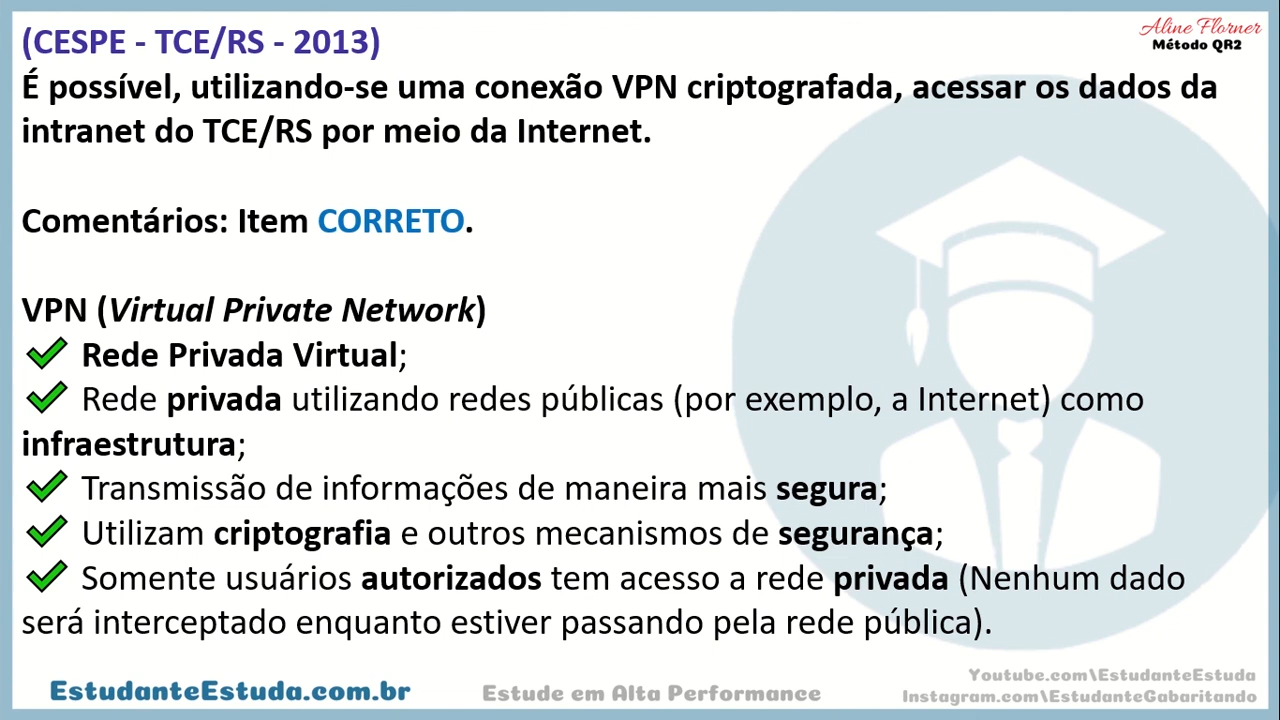 (CESPE - TCE/RS - 2013)
Aline Florner
Método QR2
É possível, utilizando-se uma conexão VPN criptografada, acessar os dados da
intranet do TCE/RS por meio da Internet.
Comentários: Item CORRETO.
VPN (Virtual Private Network)
Rede Privada Virtual;
Rede privada utilizando redes públicas (por exemplo, a Internet) como
infraestrutura;
Transmissão de informações de maneira mais segura;
Utilizam criptografia e outros mecanismos de segurança;
Somente usuários autorizados tem acesso a rede privada (Nenhum dado
será interceptado enquanto estiver passando pela rede pública).
EstudanteEstuda.com.br
Estude em Alta Performance
Youtube.com\EstudanteEstuda
Instagram.com\EstudanteGabaritando